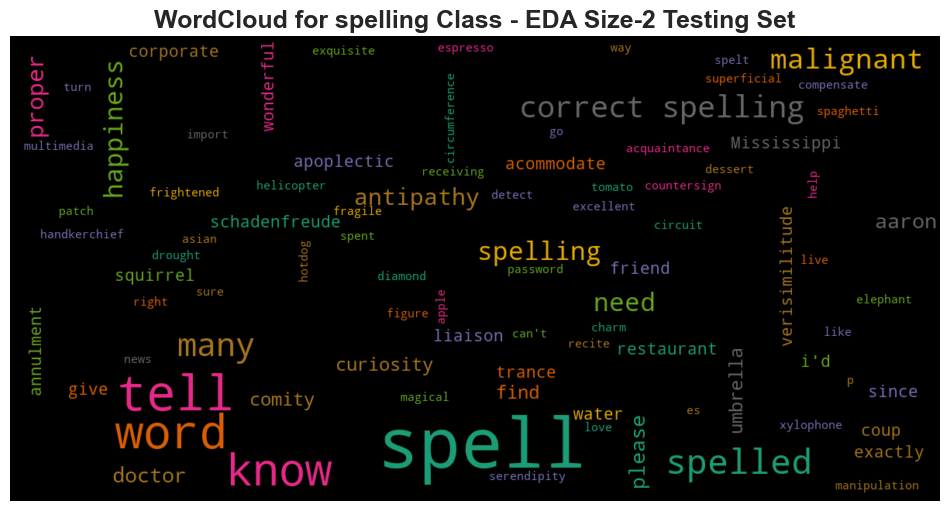 WordCloud for spelling Class - EDA Size-2 Testing Set
corporate
exquisite
espresso
way
malignant
spelt
superficial
compensate
proper
turn
happiness
wonderful
circumference
correct spelling
spaghetti
multimedia
import
go
Mississippi
apoplectic
acommodate
acquaintance
receiving
dessert
frightened
helicopter
antipathy
detect
tomato
countersign
help
patch
fragile
excellent
schadenfreude
aaron
handkerchief
asian
spent
circuit
drought
hotdog
spelling
verisimilitude
live
squirrel
diamond
password
friend
right
sure
apple
need
elephant
figure
annulment
many
liaison
can't
charm
like
news
curiosity
recite
restaurant
i'd
trance
umbrella
p
give
tell
comity
magical
find
since
word
water
es
love
xylophone
coup
spell
please
exactly
doctor
know
serendipity
spelled
manipulation